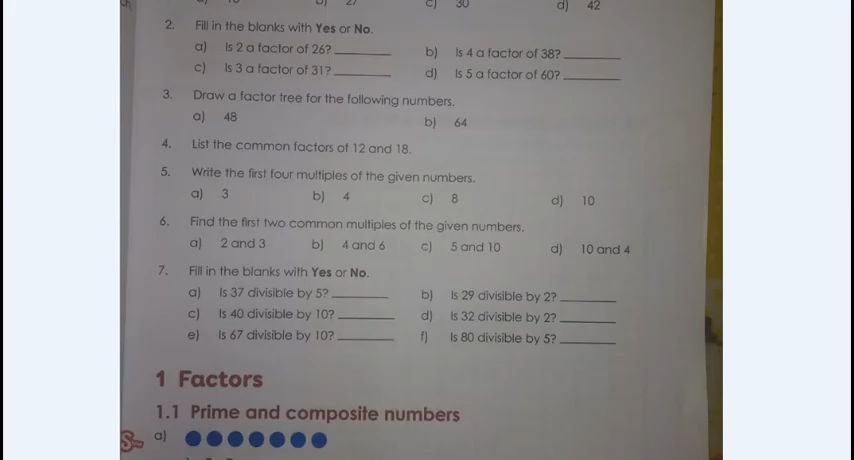 c) 30 d) 42
2. Fill in the blanks with Yes or No.
a) Is 2 a factor of 26? ________ b) Is 4 a factor of 38? ________
c) Is 3 a factor of 31? ________ d) Is 5 a factor of 60? ________
3. Draw a factor tree for the following numbers.
a) 48 b) 64
4. List the common factors of 12 and 18.
5. Write the first four multiples of the given numbers.
a) 3 b) 4 c) 8 d) 10
6. Find the first two common multiples of the given numbers.
a) 2 and 3 b) 4 and 6 c) 5 and 10 d) 10 and 4
7. Fill in the blanks with Yes or No.
a) Is 37 divisible by 5? ________ b) Is 29 divisible by 2? ________
c) Is 40 divisible by 10? ________ d) Is 32 divisible by 2? ________
e) Is 67 divisible by 10? ________ f) Is 80 divisible by 5? ________
1 Factors
1.1 Prime and composite numbers
a)